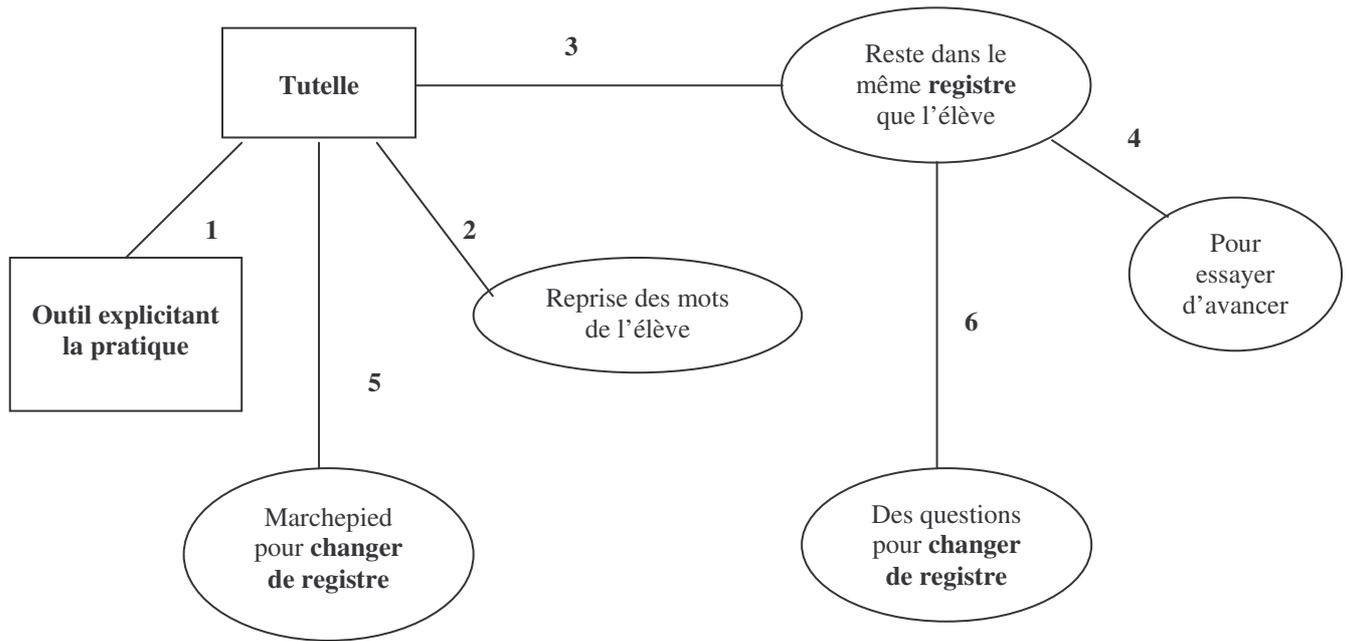 Tutelle
3
Reste dans le
même registre
que l'élève
4
1
2
Pour
essayer
d'avancer
Outil explicitant
la pratique
Reprise des mots
de l'élève
6
5
Marchepied
pour changer
de registre
Des questions
pour changer
de registre